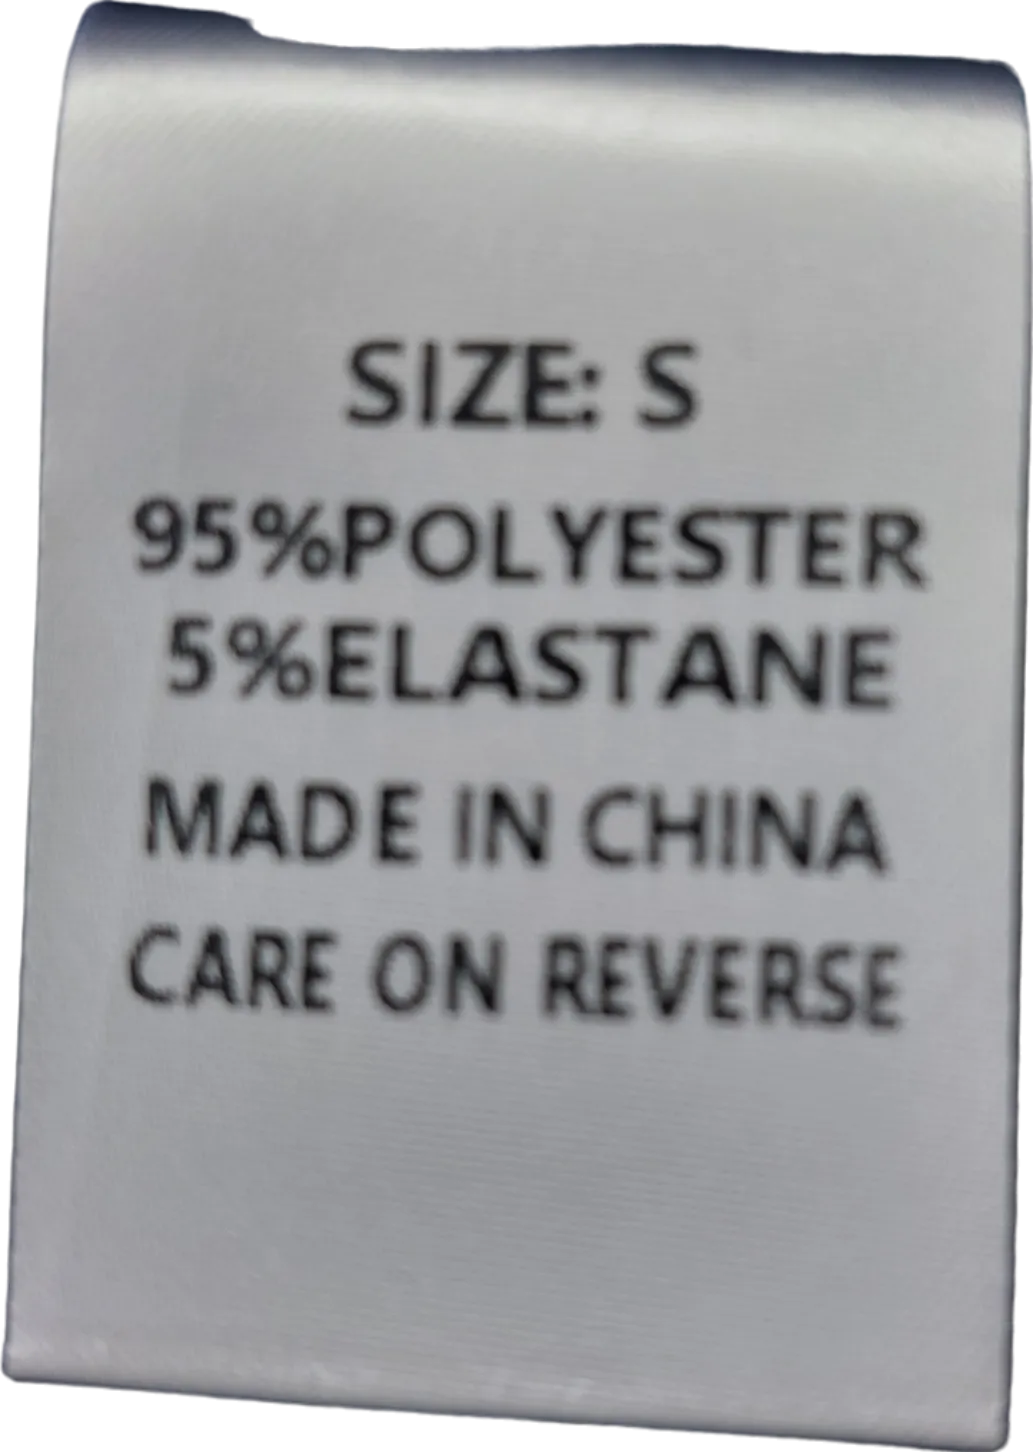 SIZE: S
95%POLYESTER
5%ELASTANE
MADE IN CHINA
CARE ON REVERSE